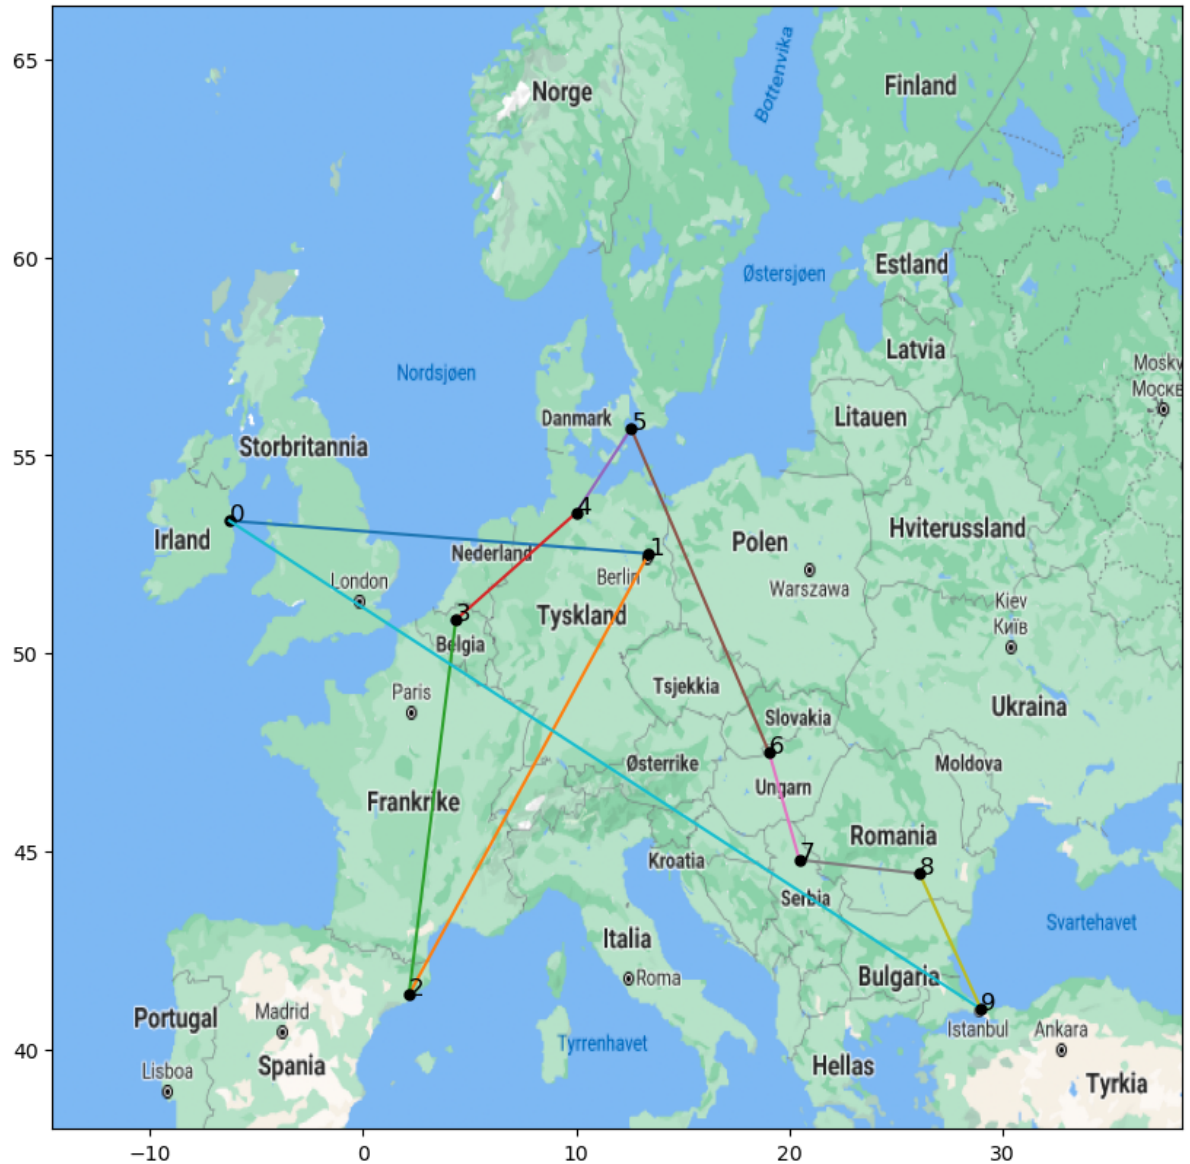 65
60
55
50
45
40
−10
0
10
20
30
Bottenvika
Finland
Norge
Estland
Østersjøen
Latvia
Moskv
Моск
Nordsjøen
Danmark
5
Litauen
Storbritannia
0
4
Irland
Nederland
1
Polen
Hviterussland
London
Berlin
Warszawa
Kiev
Київ
3
Tyskland
Belgia
Paris
Tsjekkia
Slovakia
Ukraina
6
Østerrike
Moldova
Ungarn
Frankrike
Romania
7
8
Kroatia
Serbia
Svartehavet
Italia
2
Roma
Bulgaria
9
Portugal
Madrid
Istanbul
Ankara
Tyrrenhavet
Lisboa
Spania
Hellas
Tyrkia